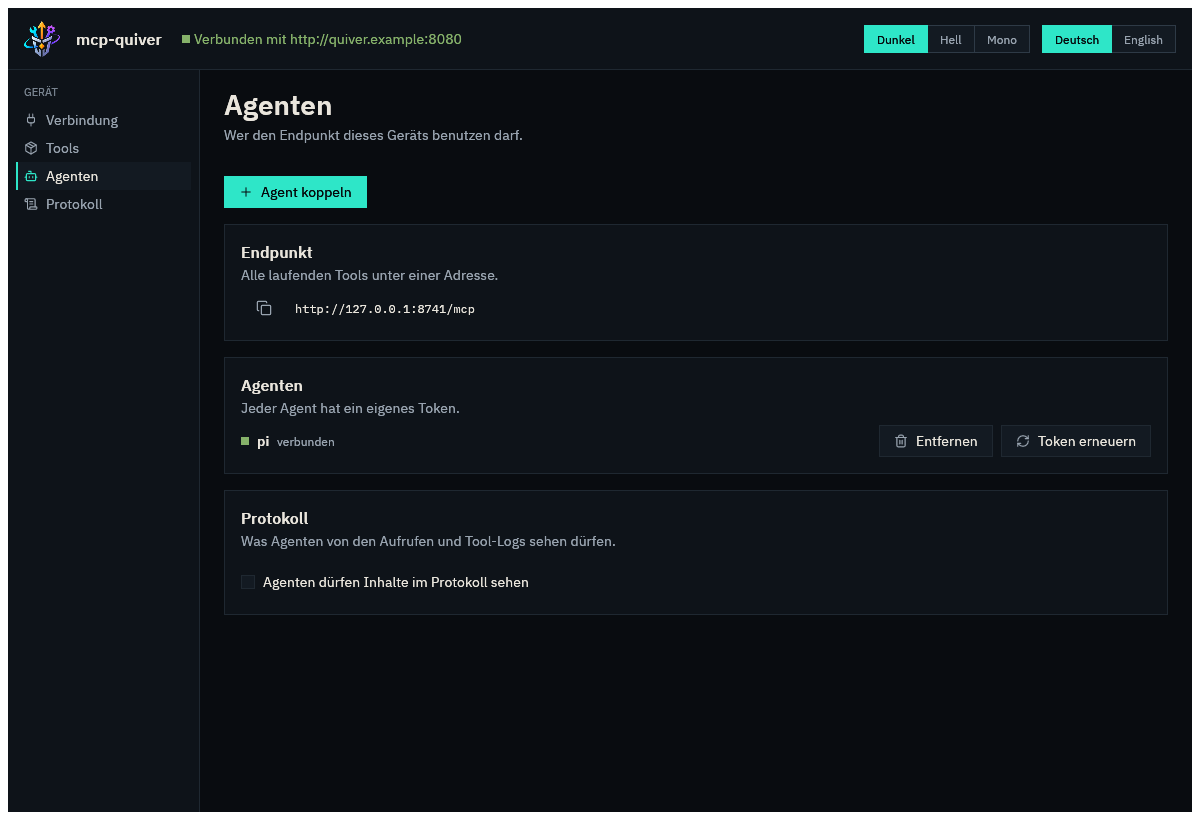 mcp-quiver
Verbunden mit http://quiver.example:8080
Dunkel
Hell
Mono
Deutsch
English
GERÄT
Verbindung
Tools
Agenten
Protokoll
Agenten
Wer den Endpunkt dieses Geräts benutzen darf.
Agent koppeln
Endpunkt
Alle laufenden Tools unter einer Adresse.
http://127.0.0.1:8741/mcp
Agenten
Jeder Agent hat ein eigenes Token.
pi verbunden
Entfernen
Token erneuern
Protokoll
Was Agenten von den Aufrufen und Tool-Logs sehen dürfen.
Agenten dürfen Inhalte im Protokoll sehen